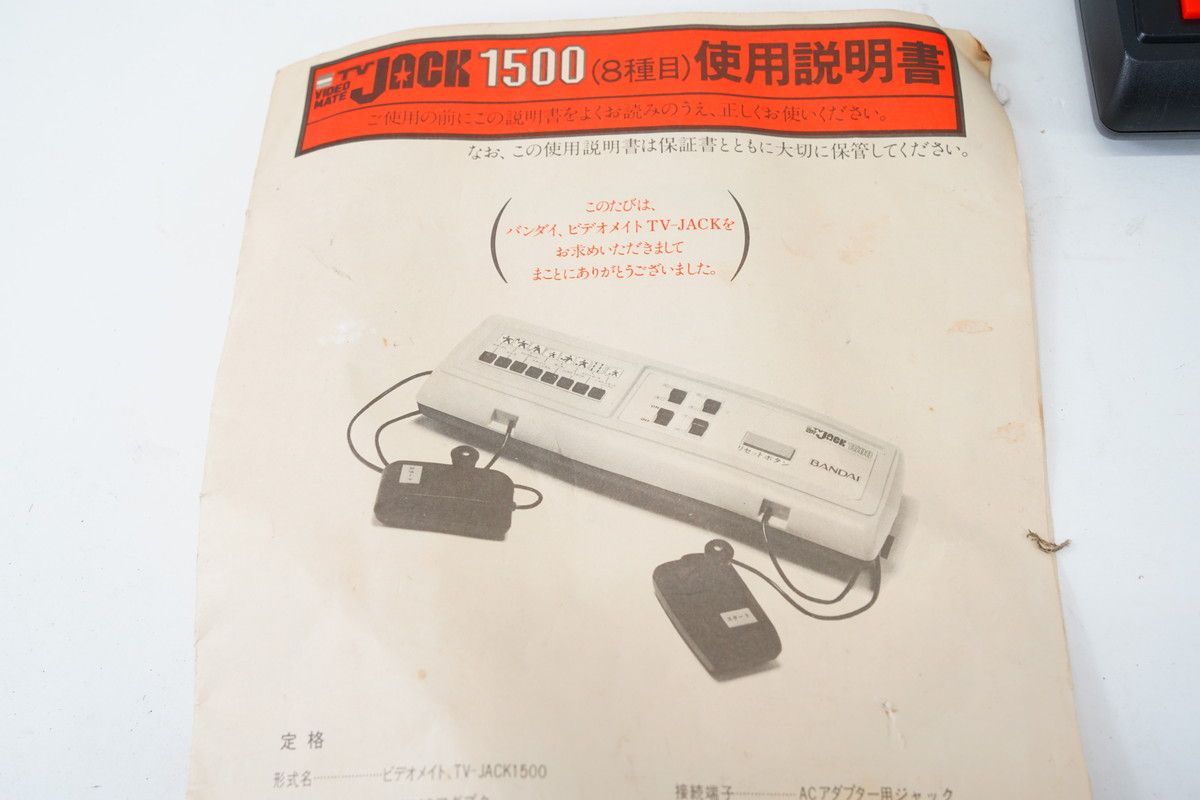 TV JACK 1500 (8種目) 使用説明書
VIDEO MATE
ご使用の前にこの説明書をよくお読みのうえ、正しくお使いください。
なお、この使用説明書は保証書とともに大切に保管してください。
このたびは、
バンダイ、ビデオメイト TV-JACKを
お求めいただきまして
まことにありがとうございました。
TV JACK
リセットボタン
BANDAI
スタート
定格
形式名 ビデオメイト、TV-JACK1500
接続端子 ACアダプター用ジャック